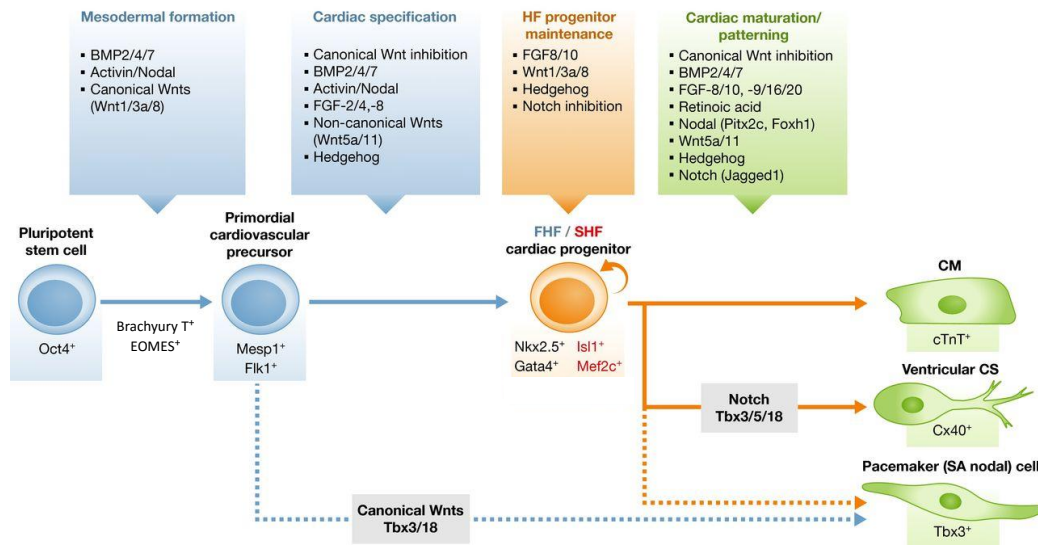 Mesodermal formation
▪ BMP2/4/7
▪ Activin/Nodal
▪ Canonical Wnts
(Wnt1/3a/8)
Cardiac specification
▪ Canonical Wnt inhibition
▪ BMP2/4/7
▪ Activin/Nodal
▪ FGF-2/4,-8
▪ Non-canonical Wnts
(Wnt5a/11)
▪ Hedgehog
HF progenitor
maintenance
▪ FGF8/10
▪ Wnt1/3a/8
▪ Hedgehog
▪ Notch inhibition
Cardiac maturation/
patterning
▪ Canonical Wnt inhibition
▪ BMP2/4/7
▪ FGF-8/10, -9/16/20
▪ Retinoic acid
▪ Nodal (Pitx2c, Foxh1)
▪ Wnt5a/11
▪ Hedgehog
▪ Notch (Jagged1)
Pluripotent
stem cell
Oct4⁺
Brachyury T⁺
EOMES⁺
Primordial
cardiovascular
precursor
Mesp1⁺
Flk1⁺
FHF / SHF
cardiac progenitor
Nkx2.5⁺ Isl1⁺
Gata4⁺ Mef2c⁺
CM
cTnT⁺
Notch
Tbx3/5/18
Ventricular CS
Cx40⁺
Canonical Wnts
Tbx3/18
Pacemaker (SA nodal) cell
Tbx3⁺